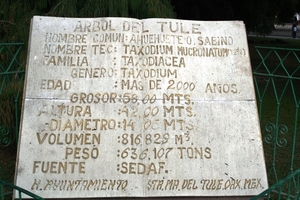 ARBOL DEL TULE
NOMBRE COMUN: AHUEHUETE O SABINO
NOMBRE TEC: TAXODIUM MUCRONATUM
FAMILIA : TAXODIACEA
GENERO: TAXODIUM
EDAD : MAS DE 2000 AÑOS.
GROSOR: 58.00 MTS.
ALTURA : 42.00 MTS.
DIAMETRO: 14.05 MTS.
VOLUMEN : 816.829 M3.
PESO : 636.107 TONS
FUENTE : SEDAF.
H. AYUNTAMIENTO STA. MA. DEL TULE, OAX. MEX.